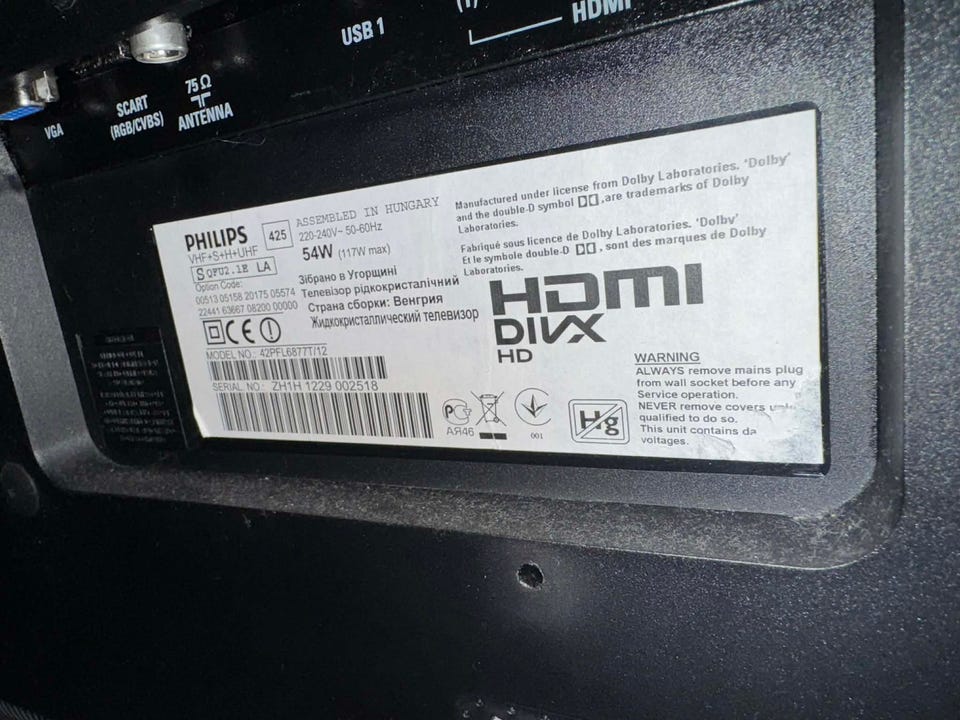 USB 1
HDMI
VGA
SCART
(RGB/CVBS)
75 Ω
ANTENNA
PHILIPS
425
ASSEMBLED IN HUNGARY
VHF+S+H+UHF
220-240V~ 50-60Hz
S QFU2.1E LA
54W (117W max)
Option Code:
00513 05158 20175 05574
22441 63667 08200 00000
Зібрано в Угорщині
Телевізор рідкокристалічний
Страна сборки: Венгрия
Жидкокристаллический телевизор
CE
MODEL NO.: 42PFL6877T/12
SERIAL NO.: ZH1H 1229 002518
Manufactured under license from Dolby Laboratories. 'Dolby'
and the double-D symbol ,are trademarks of Dolby
Laboratories.
Fabriqué sous licence de Dolby Laboratories. 'Dolby'
Et le symbole double-D , sont des marques de Dolby
Laboratories.
HDMI
DIVX
HD
АЯ46
001
Hg
WARNING
ALWAYS remove mains plug
from wall socket before any
Service operation.
NEVER remove covers
qualified to do so.
This unit contains da
voltages.